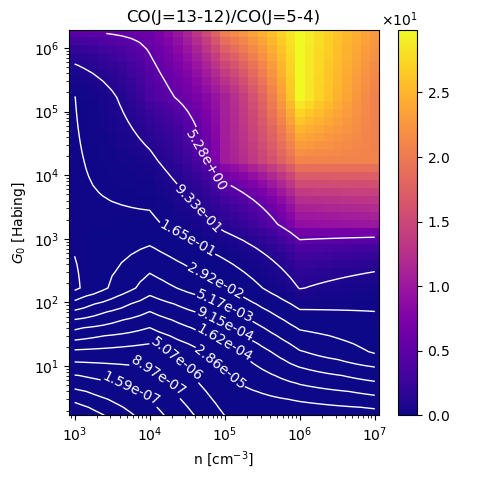 CO(J=13-12)/CO(J=5-4)
×10¹
10⁶
10⁵
10⁴
10³
10²
10¹
G₀ [Habing]
5.28e+00
9.33e-01
1.65e-01
2.92e-02
5.17e-03
9.15e-04
1.62e-04
2.86e-05
5.07e-06
8.97e-07
1.59e-07
10³
10⁴
10⁵
10⁶
10⁷
n [cm⁻³]
2.5
2.0
1.5
1.0
0.5
0.0